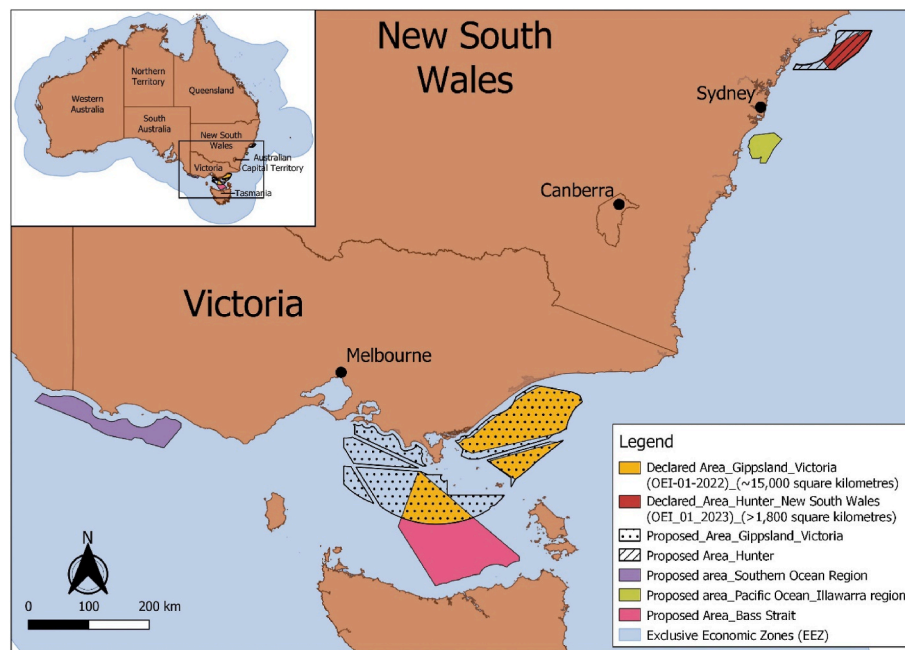 New South
Wales
Northern
Territory
Queensland
Western
Australia
South
Australia
New South
Wales
Australian
Capital Territory
Victoria
Tasmania
Sydney
Canberra
Victoria
Melbourne
Legend
Declared Area_Gippsland_Victoria
(OEI-01-2022)_(~15,000 square kilometres)
Declared_Area_Hunter_New South Wales
(OEI_01_2023)_(>1,800 square kilometres)
Proposed_Area_Gippsland_Victoria
Proposed Area_Hunter
Proposed area_Southern Ocean Region
Proposed area_Pacific Ocean_Illawarra region
Proposed Area_Bass Strait
Exclusive Economic Zones (EEZ)
N
0 100 200 km